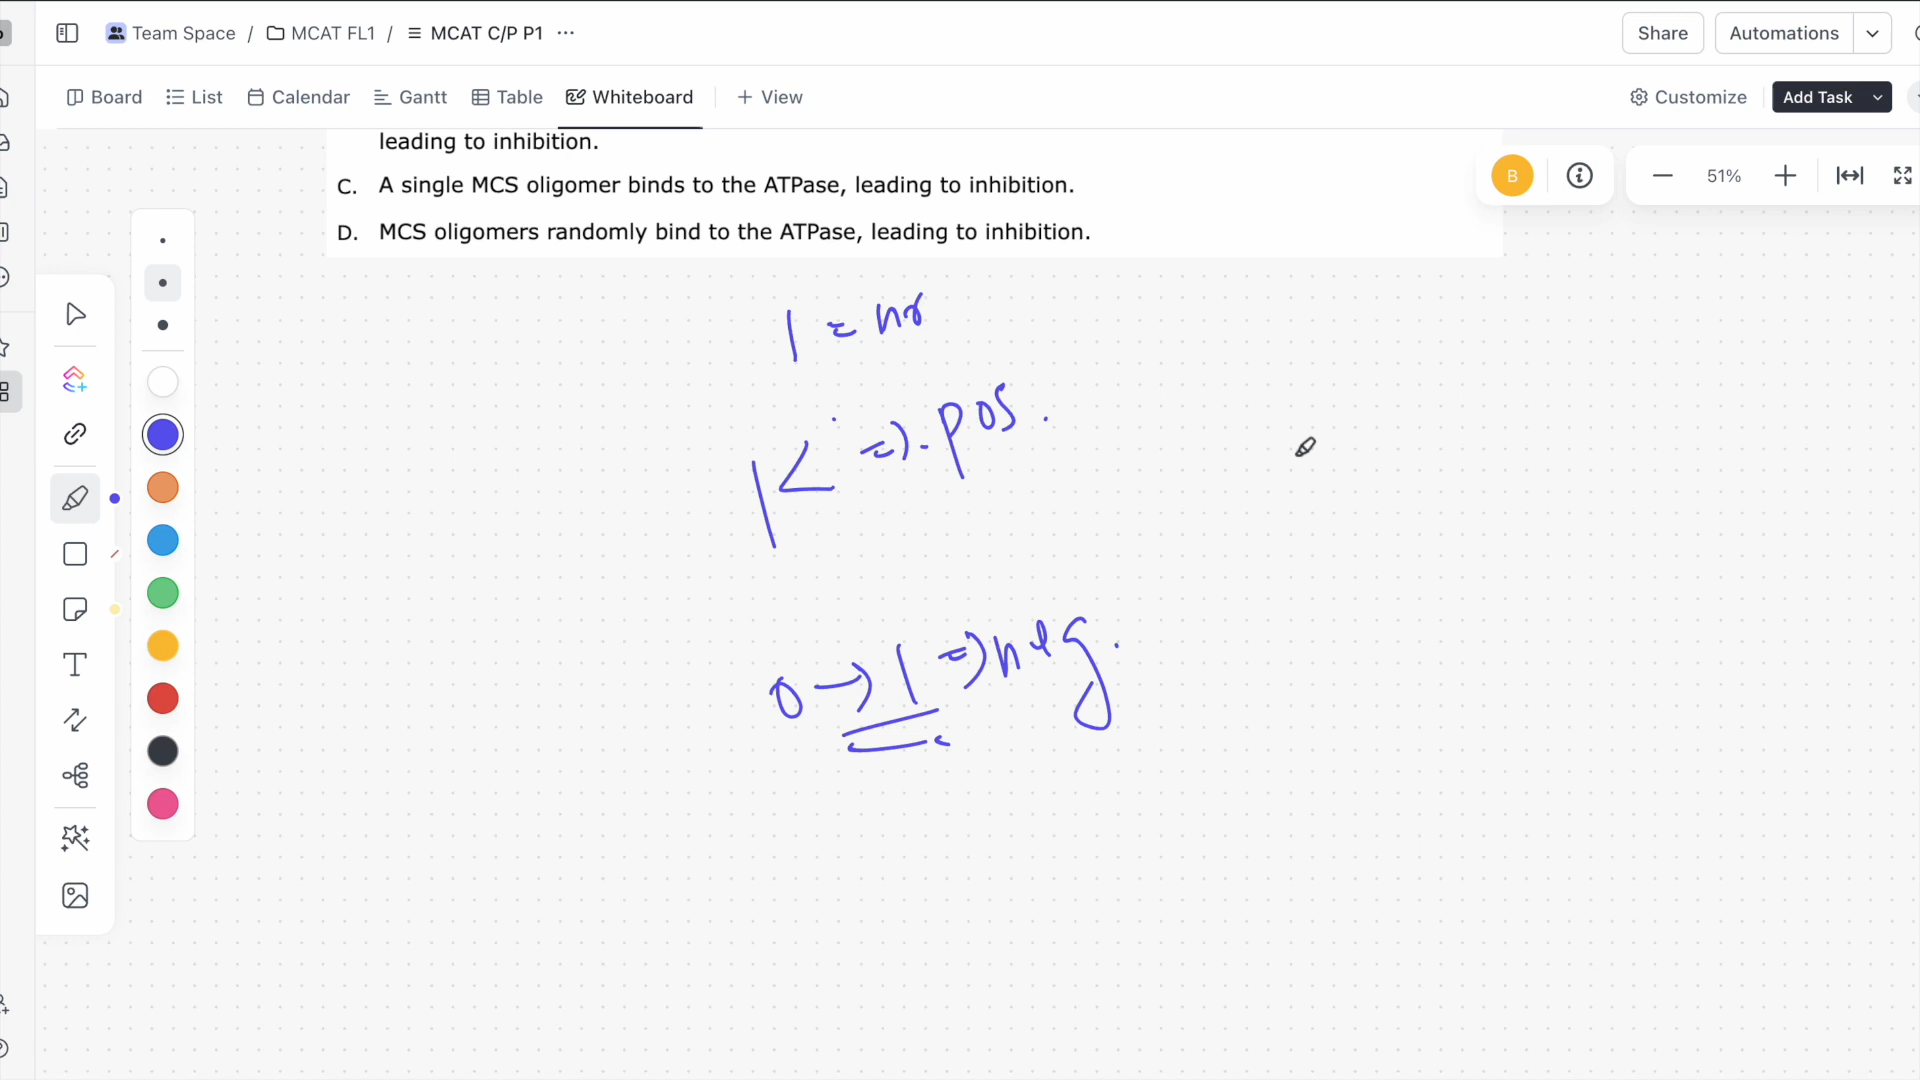 Team Space / MCAT FL1 / MCAT C/P P1 ...
Share
Automations
Board
List
Calendar
Gantt
Table
Whiteboard
+ View
Customize
Add Task
leading to inhibition.
C. A single MCS oligomer binds to the ATPase, leading to inhibition.
D. MCS oligomers randomly bind to the ATPase, leading to inhibition.
B
51%
T
1 =
1 < => pos.
0 → 1 => neg.